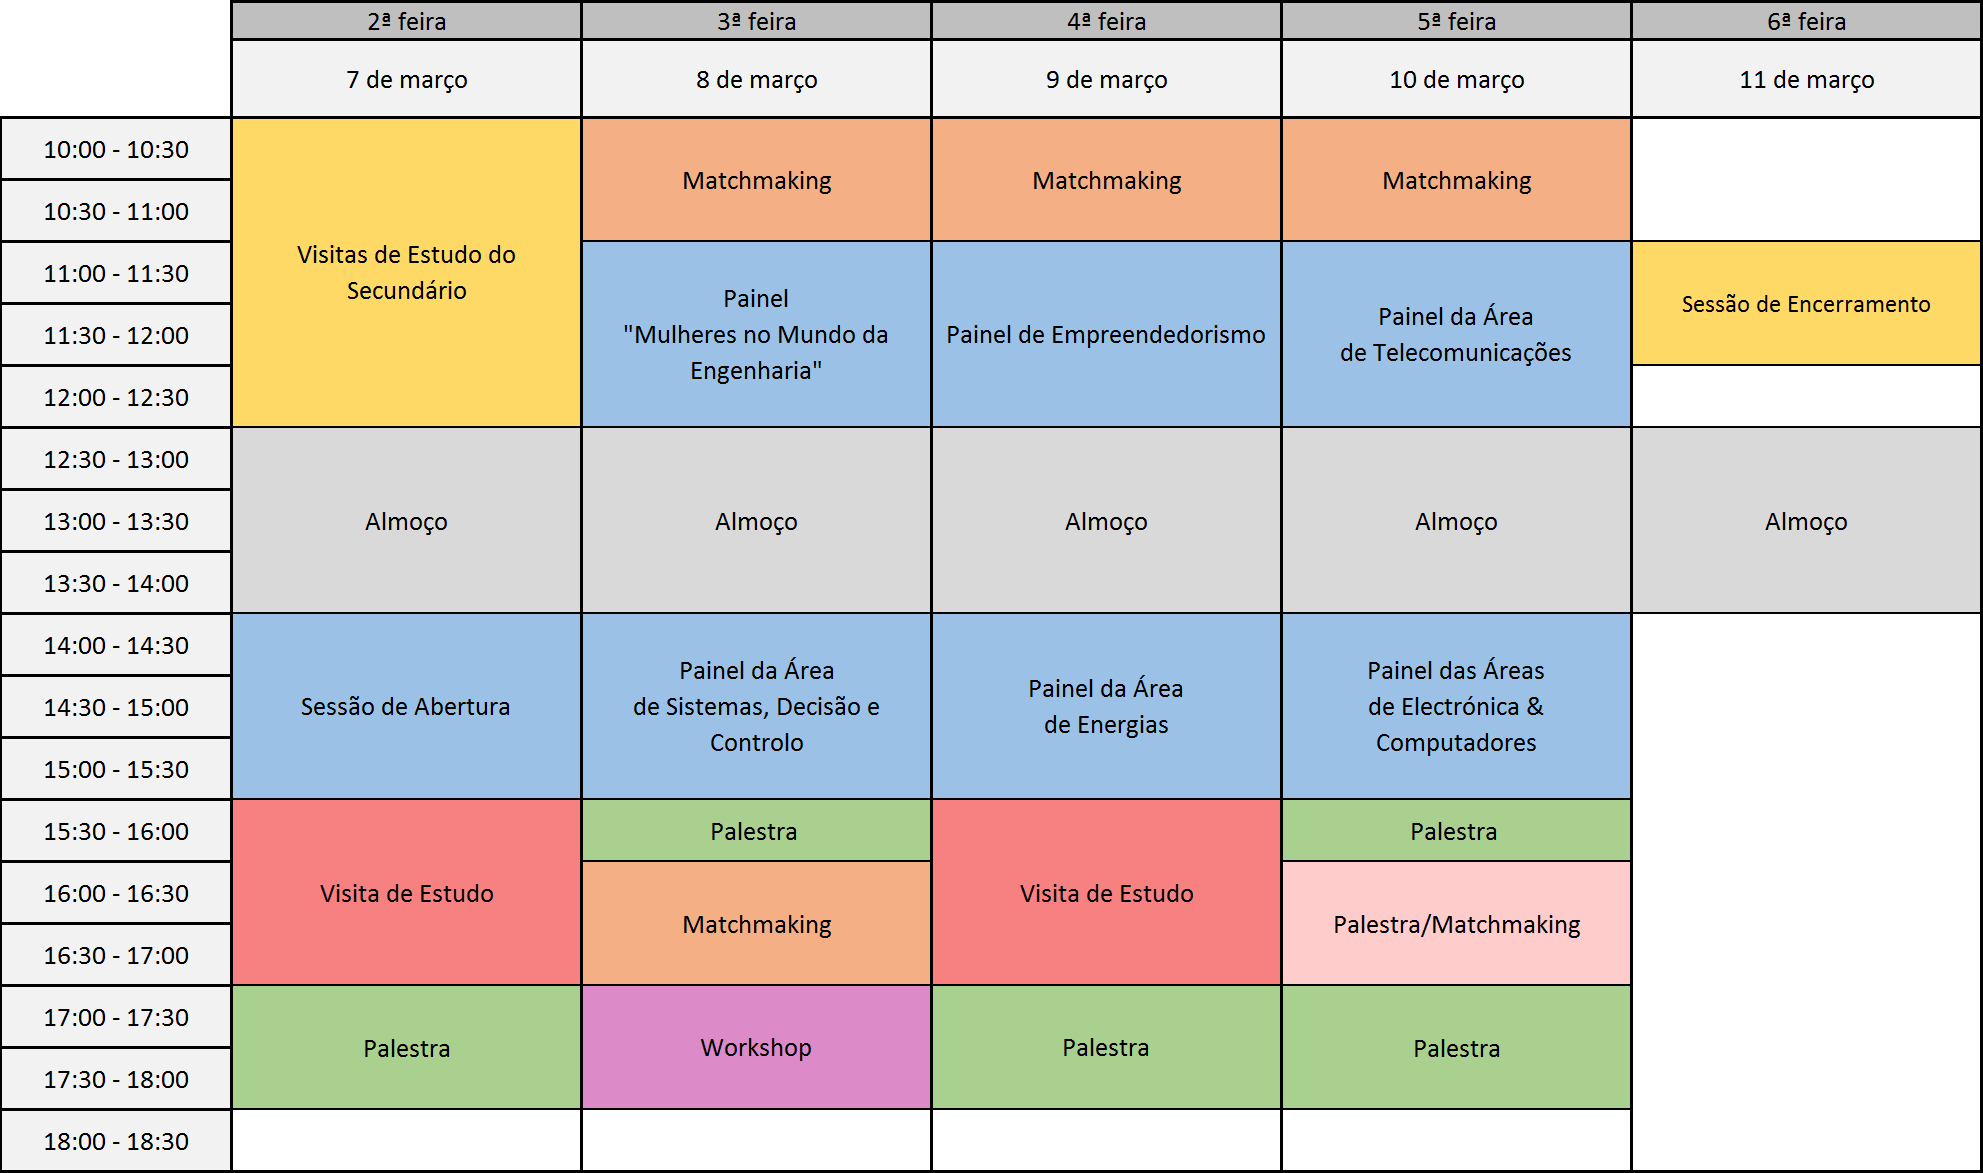 2ª feira 3ª feira 4ª feira 5ª feira 6ª feira
7 de março 8 de março 9 de março 10 de março 11 de março
10:00 - 10:30
10:30 - 11:00
11:00 - 11:30
11:30 - 12:00
12:00 - 12:30
12:30 - 13:00
13:00 - 13:30
13:30 - 14:00
14:00 - 14:30
14:30 - 15:00
15:00 - 15:30
15:30 - 16:00
16:00 - 16:30
16:30 - 17:00
17:00 - 17:30
17:30 - 18:00
18:00 - 18:30
Visitas de Estudo do
Secundário
Almoço
Sessão de Abertura
Visita de Estudo
Palestra
Matchmaking
Painel
"Mulheres no Mundo da
Engenharia"
Almoço
Painel da Área
de Sistemas, Decisão e
Controlo
Palestra
Matchmaking
Workshop
Matchmaking
Painel de Empreendedorismo
Almoço
Painel da Área
de Energias
Visita de Estudo
Palestra
Matchmaking
Painel da Área
de Telecomunicações
Almoço
Painel das Áreas
de Electrónica &
Computadores
Palestra
Palestra/Matchmaking
Palestra
Sessão de Encerramento
Almoço